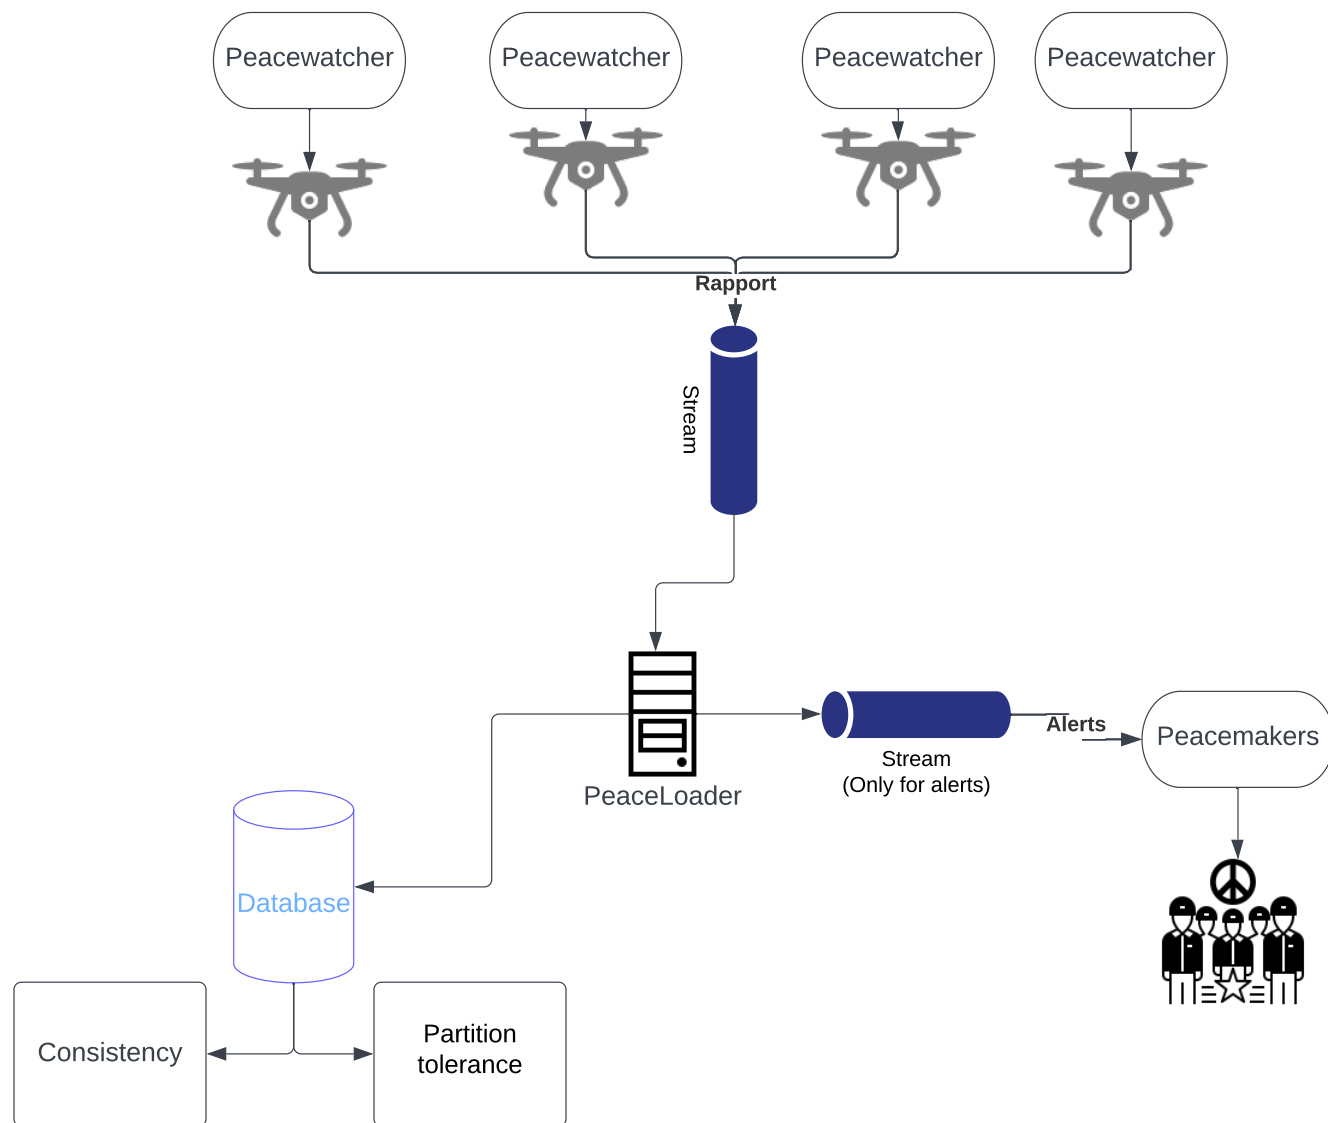 Peacewatcher
Peacewatcher
Peacewatcher
Peacewatcher
Rapport
Stream
Alerts
Peacemakers
Stream
(Only for alerts)
PeaceLoader
Database
Consistency
Partition
tolerance